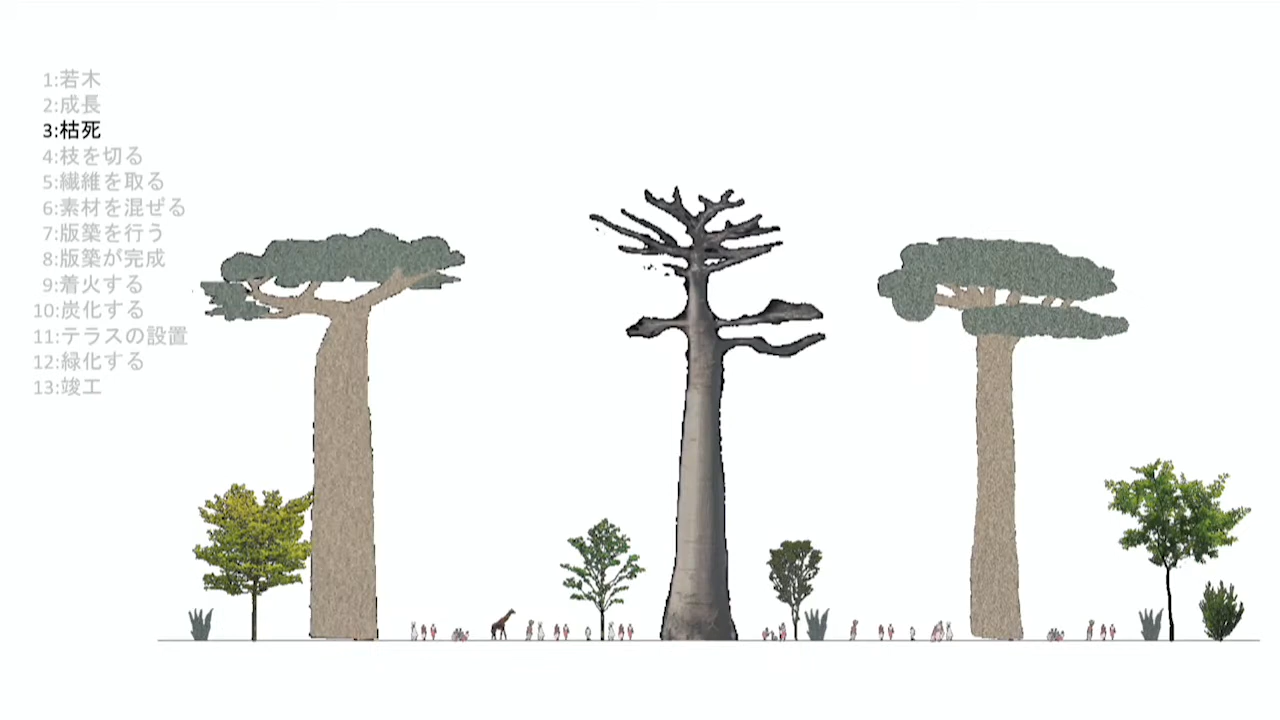 1:若木
2:成長
3:枯死
4:枝を切る
5:繊維を取る
6:素材を混ぜる
7:版築を行う
8:版築が完成
9:着火する
10:炭化する
11:テラスの設置
12:緑化する
13:竣工